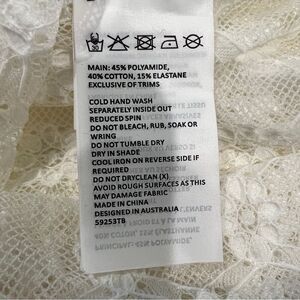 MAIN: 45% POLYAMIDE,
40% COTTON, 15% ELASTANE
EXCLUSIVE OF TRIMS
COLD HAND WASH
SEPARATELY INSIDE OUT
REDUCED SPIN
DO NOT BLEACH, RUB, SOAK OR
WRING
DO NOT TUMBLE DRY
DRY IN SHADE
COOL IRON ON REVERSE SIDE IF
REQUIRED
DO NOT DRYCLEAN (X)
AVOID ROUGH SURFACES AS THIS
MAY DAMAGE FABRIC
MADE IN CHINA
DESIGNED IN AUSTRALIA
59253TB